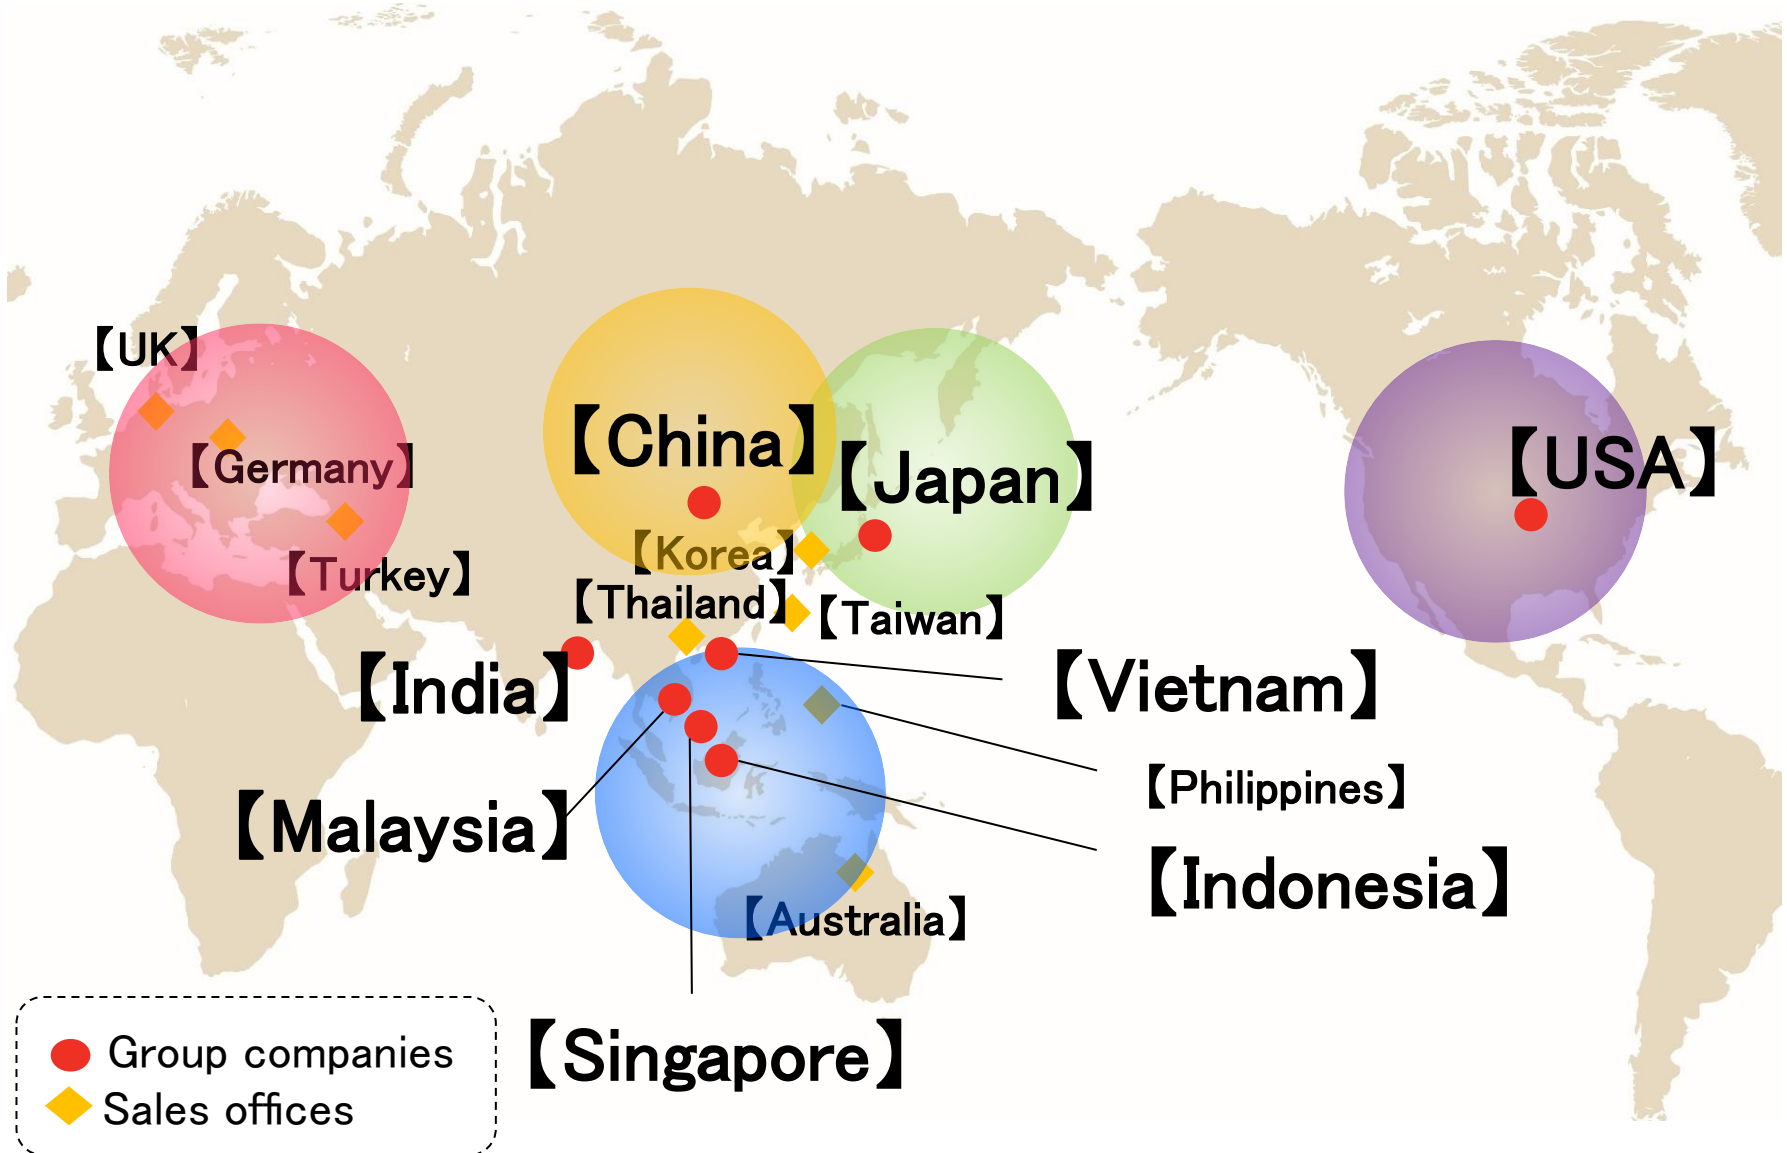 【UK】
【China】
【USA】
【Germany】
【Japan】
【Korea】
【Turkey】
【Thailand】
【Taiwan】
【India】
【Vietnam】
【Philippines】
【Malaysia】
【Indonesia】
【Australia】
【Singapore】
Group companies
Sales offices